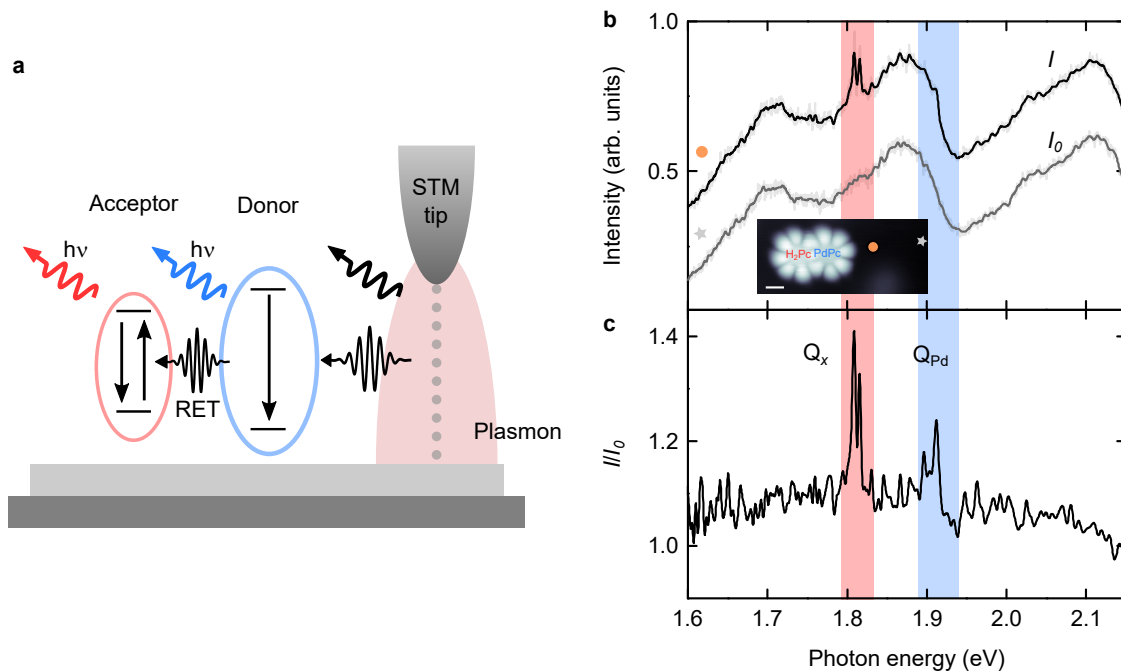 a
Acceptor
Donor
STM
tip
hν
hν
RET
Plasmon
b
Intensity (arb. units)
1.0
0.5
I
I₀
H₂Pc PdPc
c
I/I₀
1.4
1.2
1.0
Qₓ
Q_Pd
1.6 1.7 1.8 1.9 2.0 2.1
Photon energy (eV)